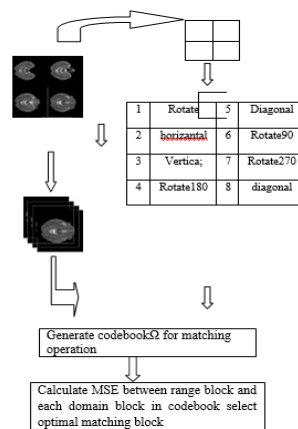 1 Rotate 5 Diagonal
2 horizantal 6 Rotate90
3 Vertica; 7 Rotate270
4 Rotate180 8 diagonal
Generate codebookΩ for matching
operation
Calculate MSE between range block and
each domain block in codebook select
optimal matching block